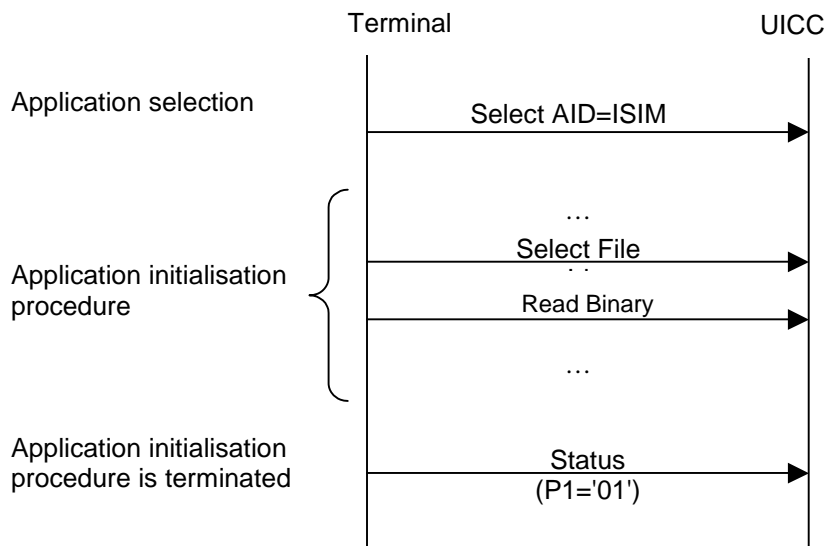 Terminal
UICC
Application selection
Select AID=ISIM
…
Select File
. .
Application initialisation
procedure
Read Binary
…
Application initialisation
procedure is terminated
Status
(P1='01')